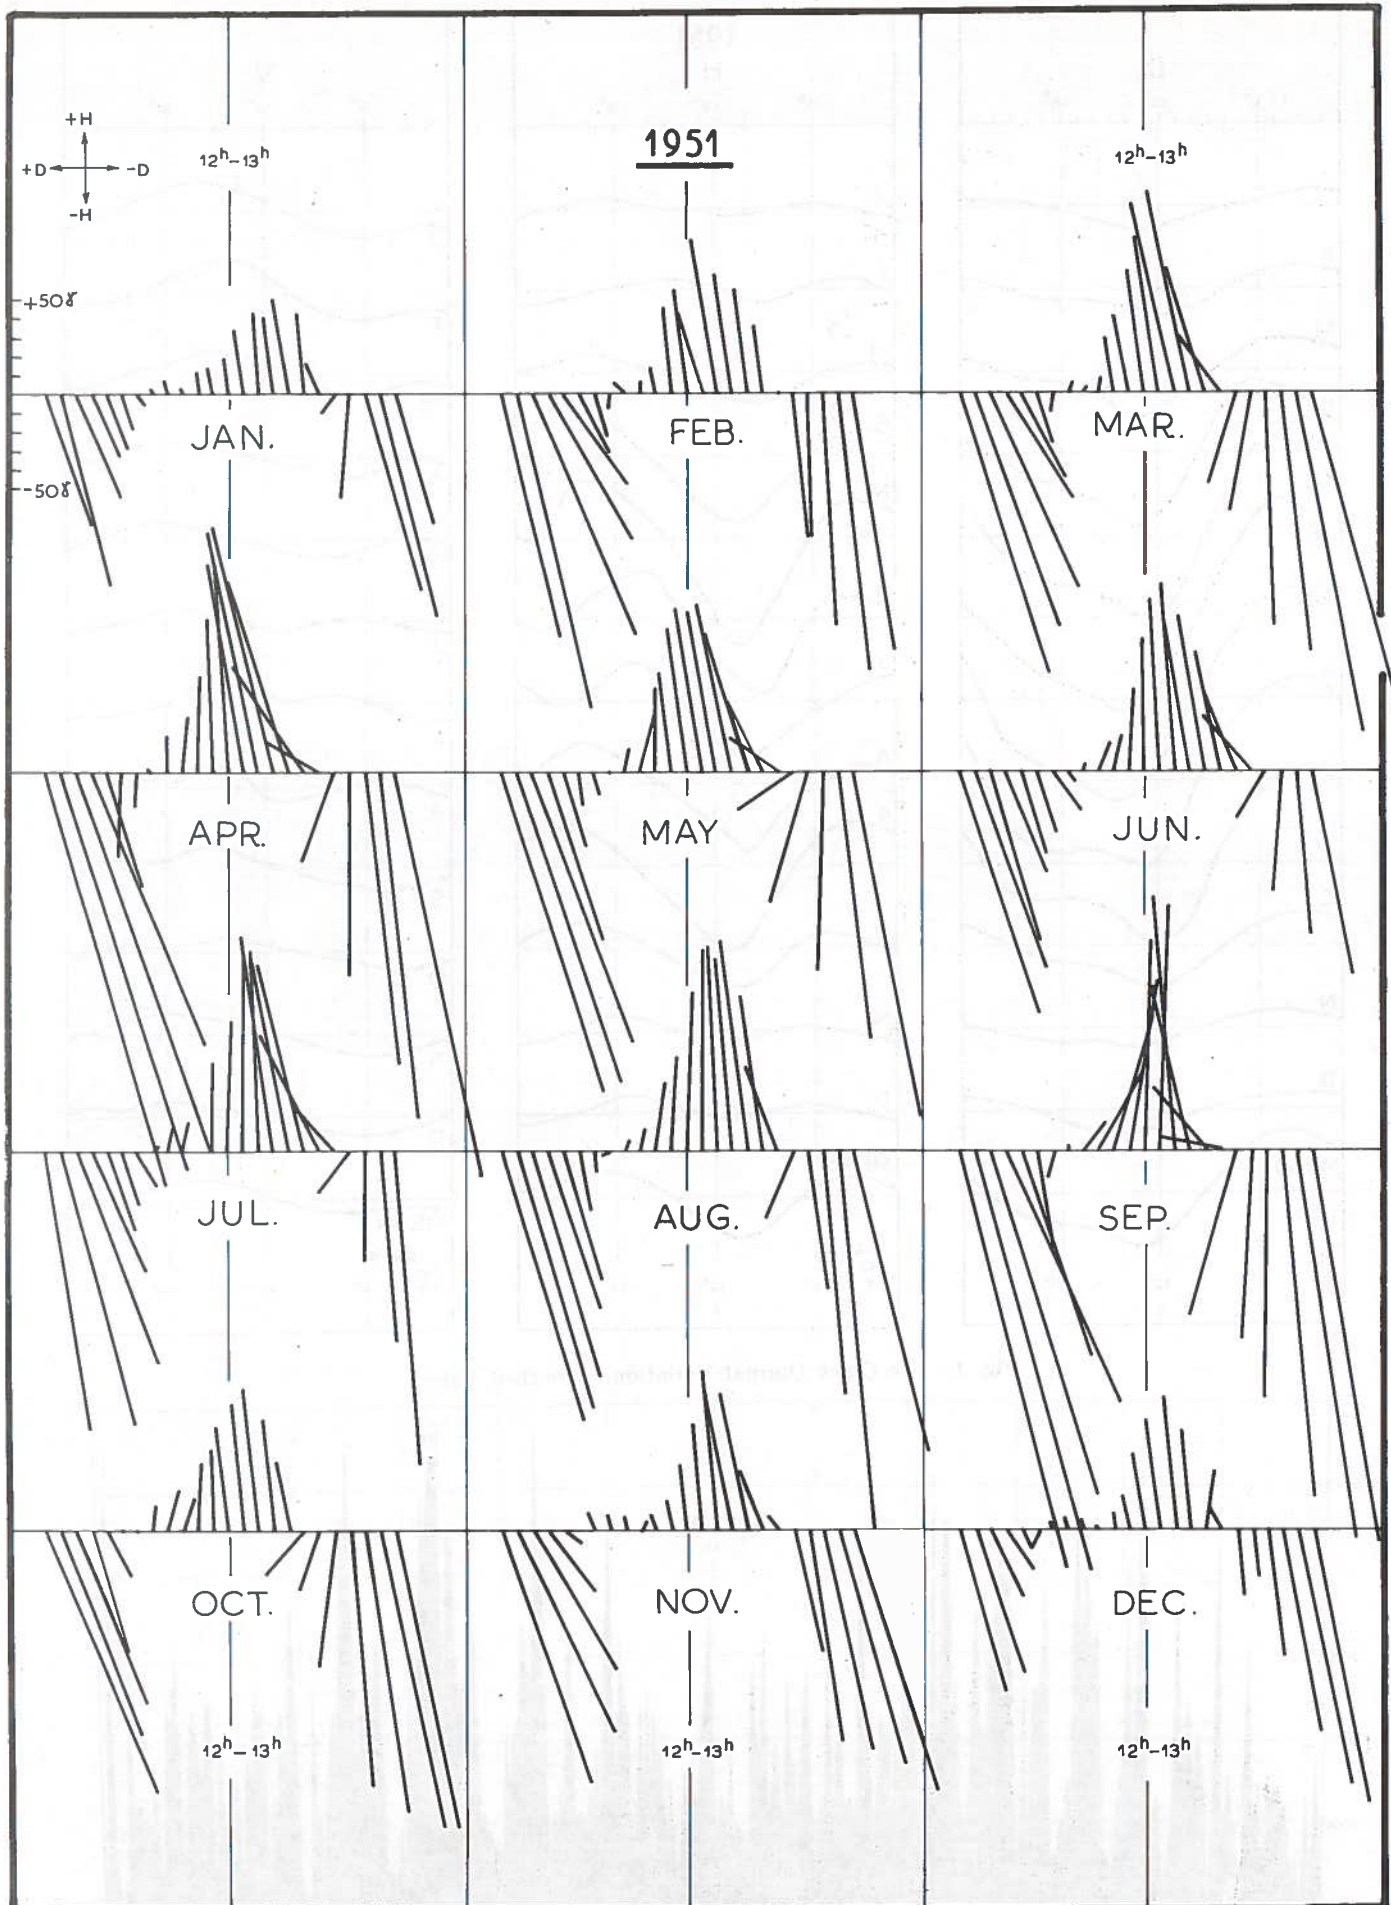 +H
1951
12ʰ-13ʰ
12ʰ-13ʰ
+D
-D
-H
+50γ
JAN.
FEB.
MAR.
-50γ
APR.
MAY
JUN.
JUL.
AUG.
SEP.
OCT.
NOV.
DEC.
12ʰ-13ʰ
12ʰ-13ʰ
12ʰ-13ʰ